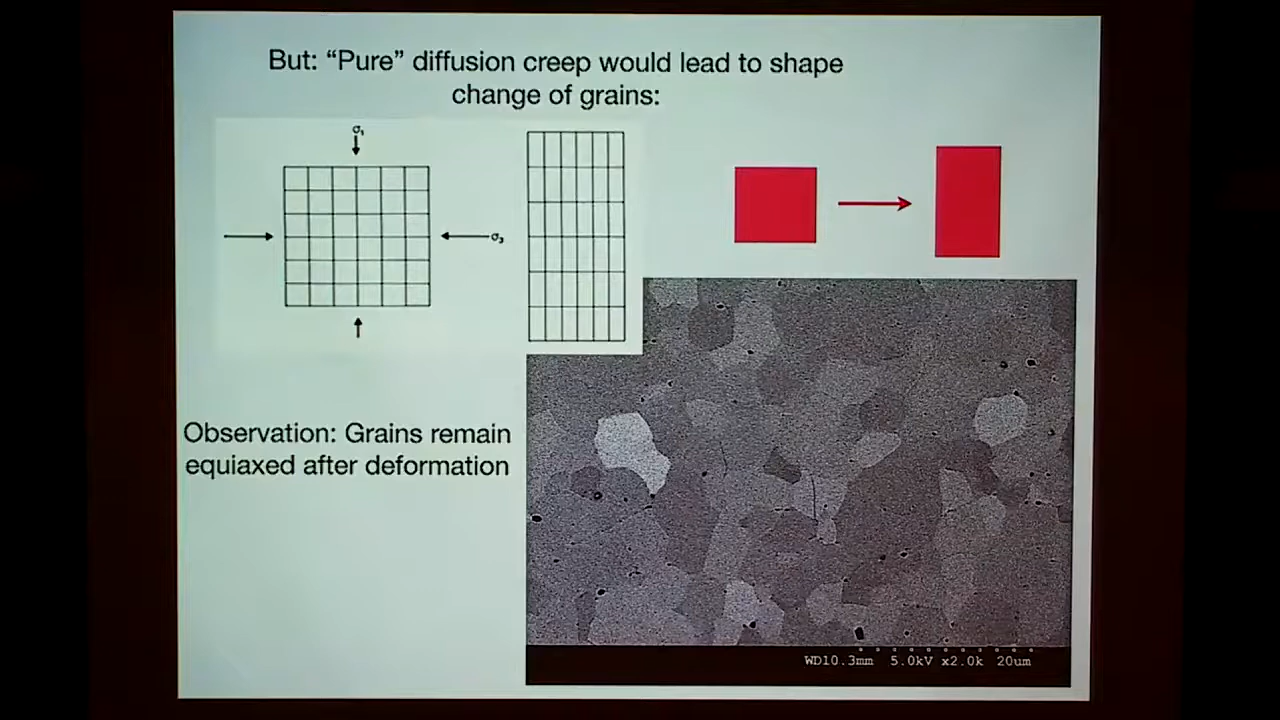 But: “Pure” diffusion creep would lead to shape
change of grains:
σ₁
σ₃
Observation: Grains remain
equiaxed after deformation
WD10.3mm 5.0kV x2.0k 20um